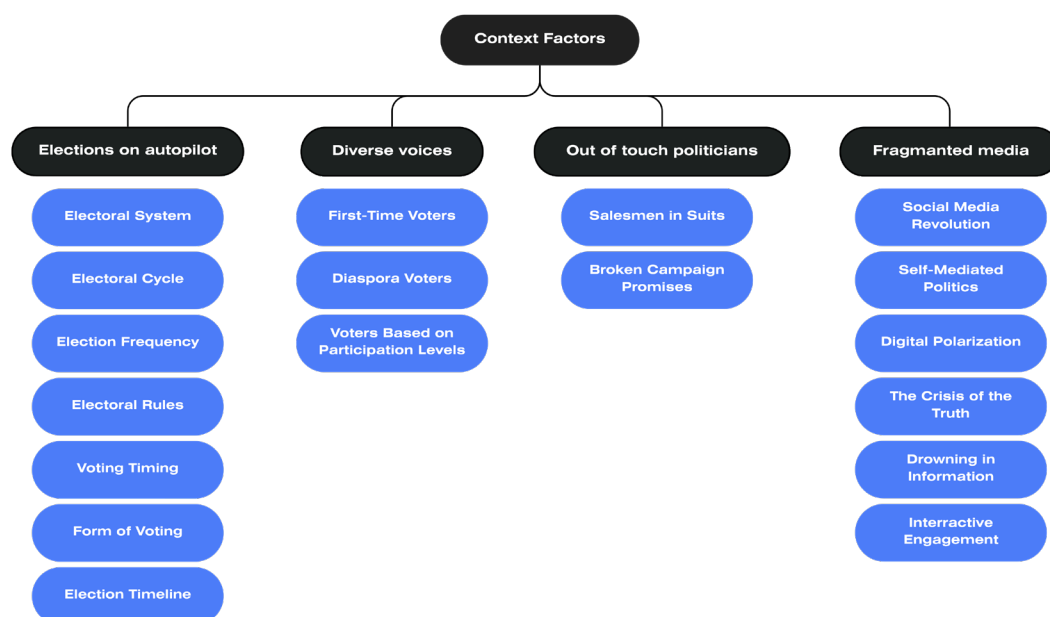 Context Factors
Elections on autopilot
Electoral System
Electoral Cycle
Election Frequency
Electoral Rules
Voting Timing
Form of Voting
Election Timeline
Diverse voices
First-Time Voters
Diaspora Voters
Voters Based on
Participation Levels
Out of touch politicians
Salesmen in Suits
Broken Campaign
Promises
Fragmanted media
Social Media
Revolution
Self-Mediated
Politics
Digital Polarization
The Crisis of the
Truth
Drowning in
Information
Interractive
Engagement